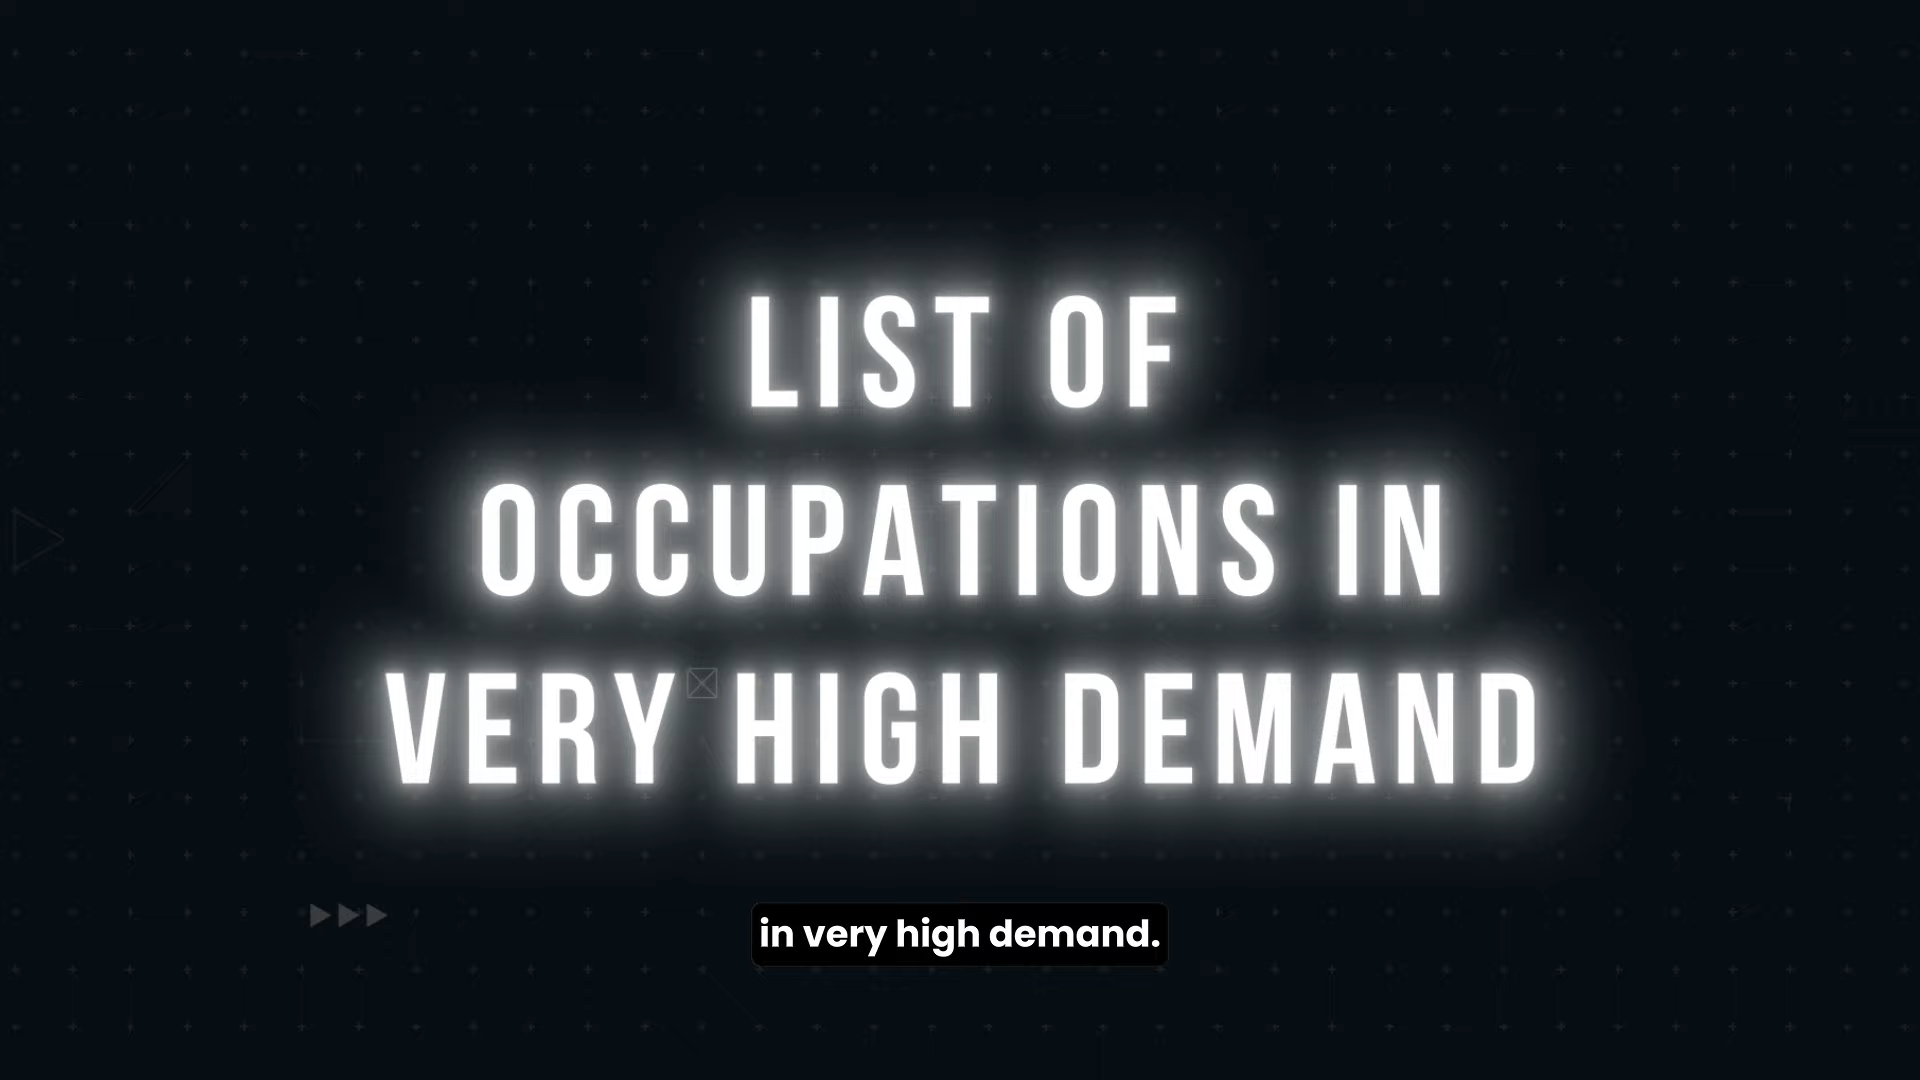 LIST OF
OCCUPATIONS IN
VERY HIGH DEMAND
in very high demand.